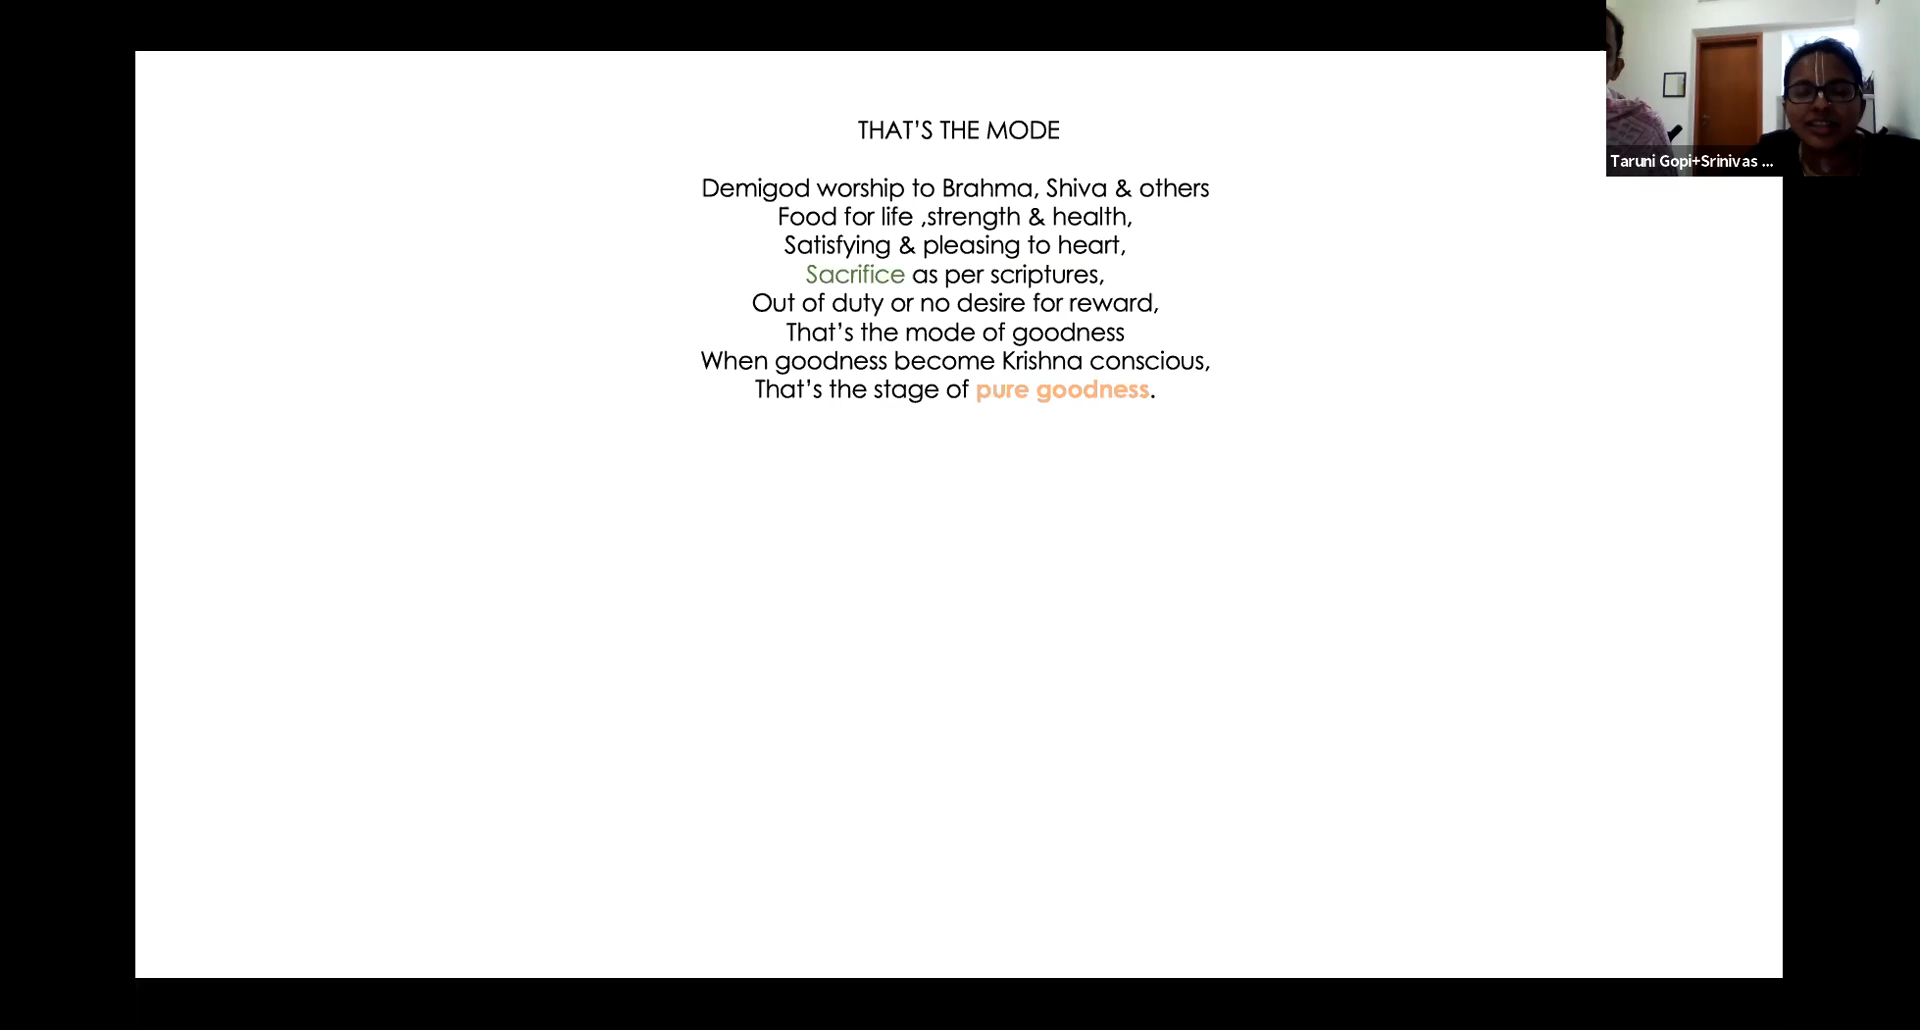 THAT’S THE MODE
Demigod worship to Brahma, Shiva & others
Food for life ,strength & health,
Satisfying & pleasing to heart,
Sacrifice as per scriptures,
Out of duty or no desire for reward,
That’s the mode of goodness
When goodness become Krishna conscious,
That’s the stage of pure goodness.
Taruni Gopi+Srinivas ...